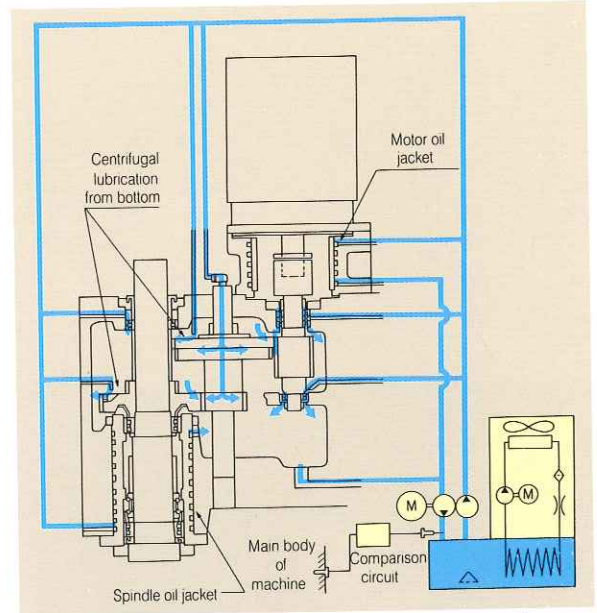 Motor oil
jacket
Centrifugal
lubrication
from bottom
M
M
Main body
of
machine
Comparison
circuit
Spindle oil jacket